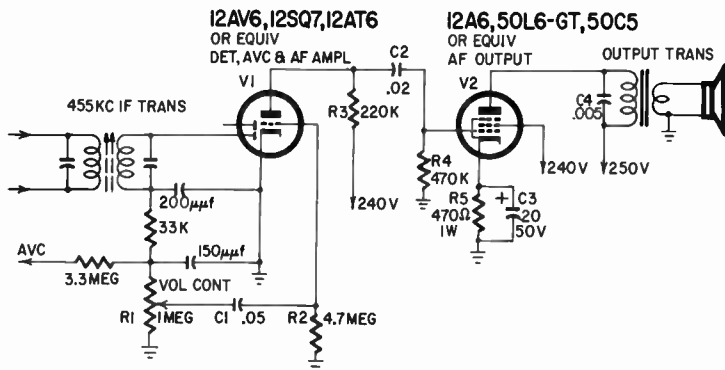 12AV6,12SQ7,12AT6
OR EQUIV
DET, AVC & AF AMPL
V1
12A6,50L6-GT,50C5
OR EQUIV
AF OUTPUT
V2
OUTPUT TRANS
455KC IF TRANS
C2
.02
R3
220K
C4
.005
R4
470K
240V
240V
250V
200μμf
33K
R5
470Ω
1W
+
C3
20
50V
AVC
3.3MEG
150μμf
VOL CONT
R1
1MEG
C1
.05
R2
4.7MEG